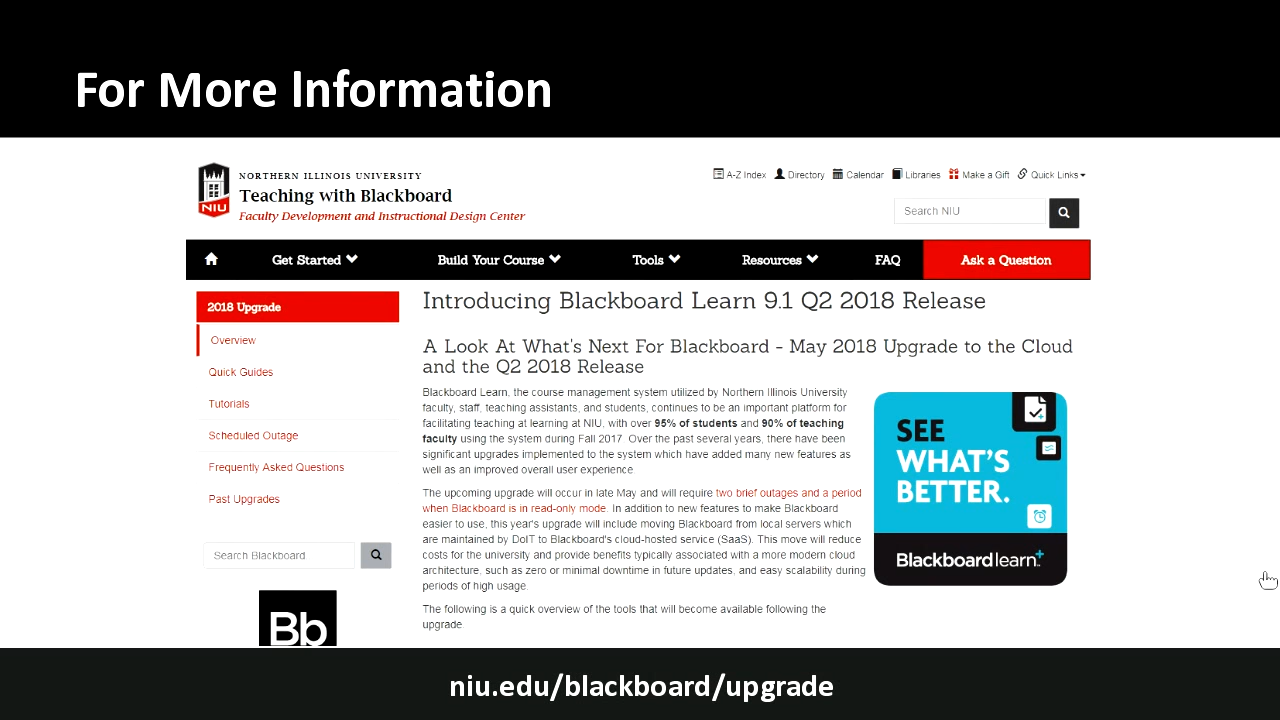 For More Information
NORTHERN ILLINOIS UNIVERSITY
Teaching with Blackboard
Faculty Development and Instructional Design Center
NIU
A-Z Index Directory Calendar Libraries Make a Gift Quick Links
Search NIU
Get Started Build Your Course Tools Resources FAQ Ask a Question
2018 Upgrade
Overview
Quick Guides
Tutorials
Scheduled Outage
Frequently Asked Questions
Past Upgrades
Search Blackboard
Bb
Introducing Blackboard Learn 9.1 Q2 2018 Release
A Look At What's Next For Blackboard - May 2018 Upgrade to the Cloud
and the Q2 2018 Release
Blackboard Learn, the course management system utilized by Northern Illinois University
faculty, staff, teaching assistants, and students, continues to be an important platform for
facilitating teaching at learning at NIU, with over 95% of students and 90% of teaching
faculty using the system during Fall 2017. Over the past several years, there have been
significant upgrades implemented to the system which have added many new features as
well as an improved overall user experience.
The upcoming upgrade will occur in late May and will require two brief outages and a period
when Blackboard is in read-only mode. In addition to new features to make Blackboard
easier to use, this year's upgrade will include moving Blackboard from local servers which
are maintained by DoIT to Blackboard's cloud-hosted service (SaaS). This move will reduce
costs for the university and provide benefits typically associated with a more modern cloud
architecture, such as zero or minimal downtime in future updates, and easy scalability during
periods of high usage.
The following is a quick overview of the tools that will become available following the
upgrade.
SEE
WHAT'S
BETTER.
Blackboard learn+
niu.edu/blackboard/upgrade